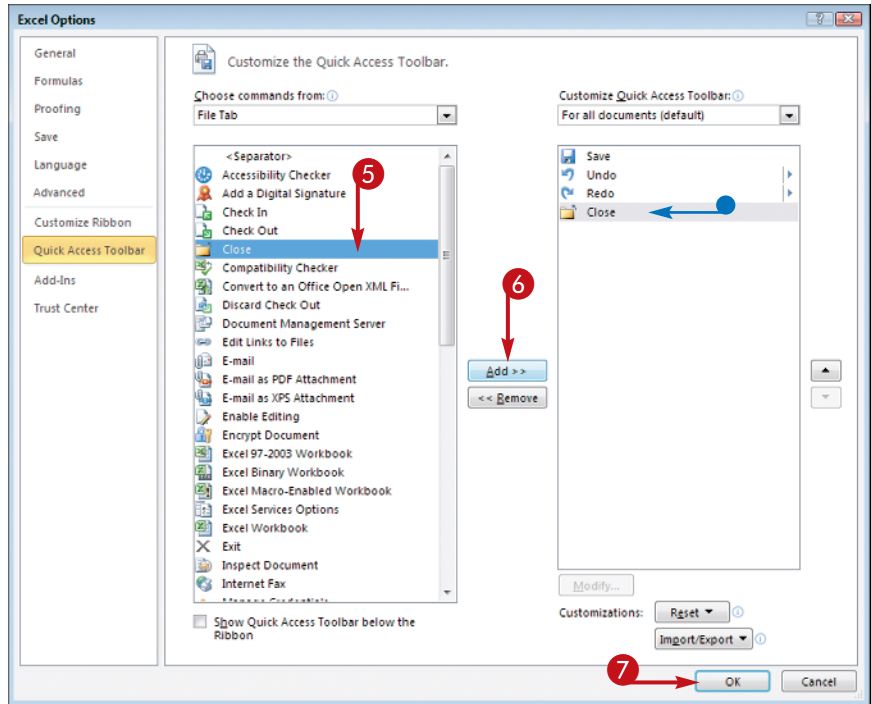 Excel Options
General
Formulas
Proofing
Save
Language
Advanced
Customize Ribbon
Quick Access Toolbar
Add-Ins
Trust Center
Customize the Quick Access Toolbar.
Choose commands from:
File Tab
<Separator>
Accessibility Checker
Add a Digital Signature
Check In
Check Out
Close
Compatibility Checker
Convert to an Office Open XML Fi...
Discard Check Out
Document Management Server
Edit Links to Files
E-mail
E-mail as PDF Attachment
E-mail as XPS Attachment
Enable Editing
Encrypt Document
Excel 97-2003 Workbook
Excel Binary Workbook
Excel Macro-Enabled Workbook
Excel Services Options
Excel Workbook
Exit
Inspect Document
Internet Fax
Show Quick Access Toolbar below the
Ribbon
5
6
Add >>
<< Remove
Customize Quick Access Toolbar:
For all documents (default)
Save
Undo
Redo
Close
Modify...
Customizations:
Reset
Import/Export
7
OK
Cancel